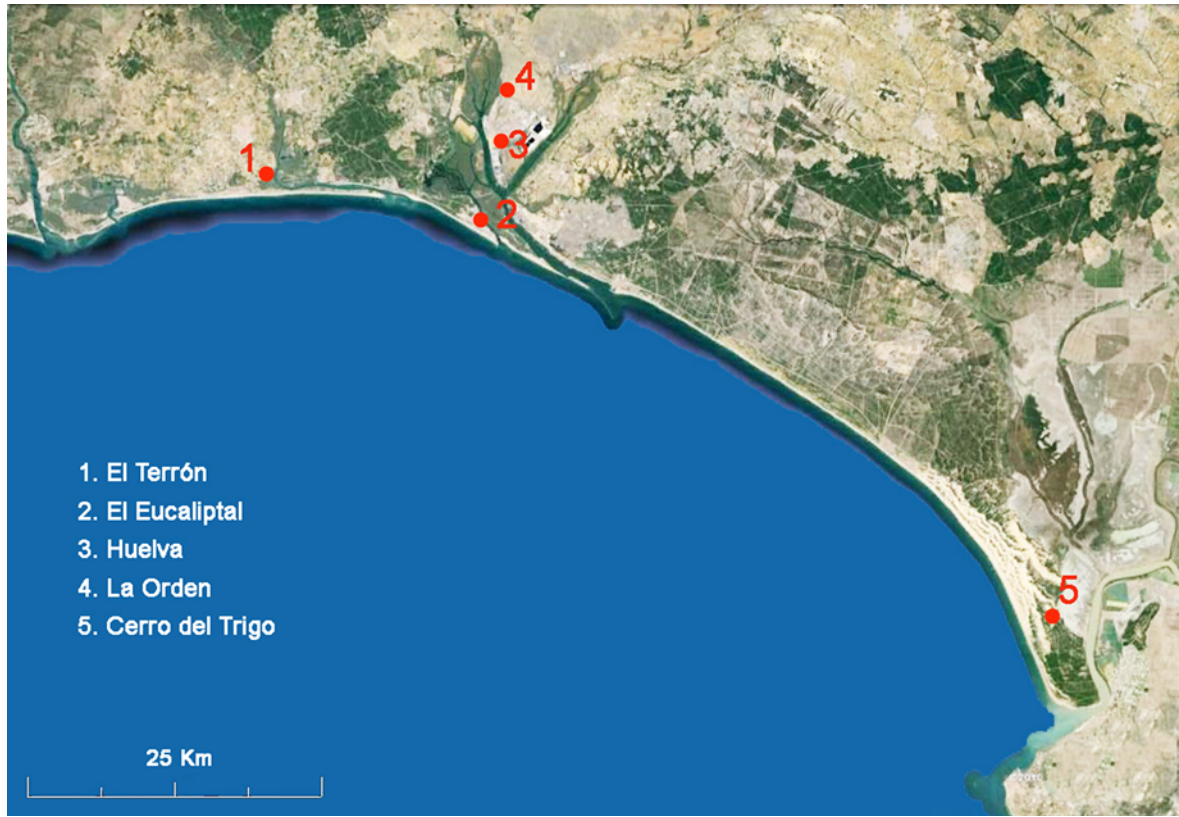 4
3
1
2
1. El Terrón
2. El Eucaliptal
3. Huelva
4. La Orden
5. Cerro del Trigo
5
25 Km